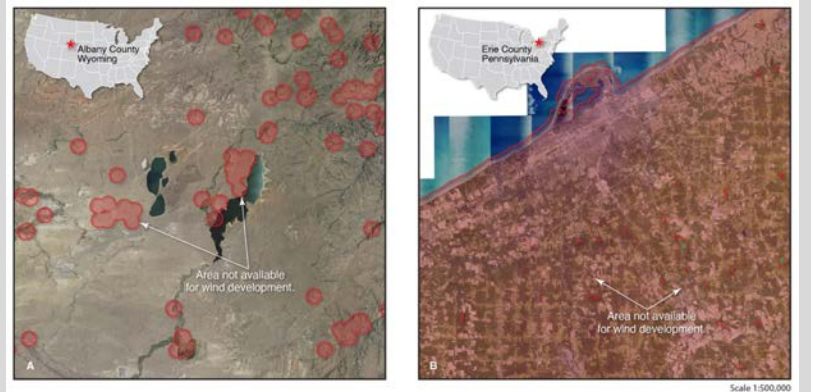 Albany County
Wyoming
Area not available
for wind development.
A
Erie County
Pennsylvania
Area not available
for wind development.
B
Scale 1:500,000